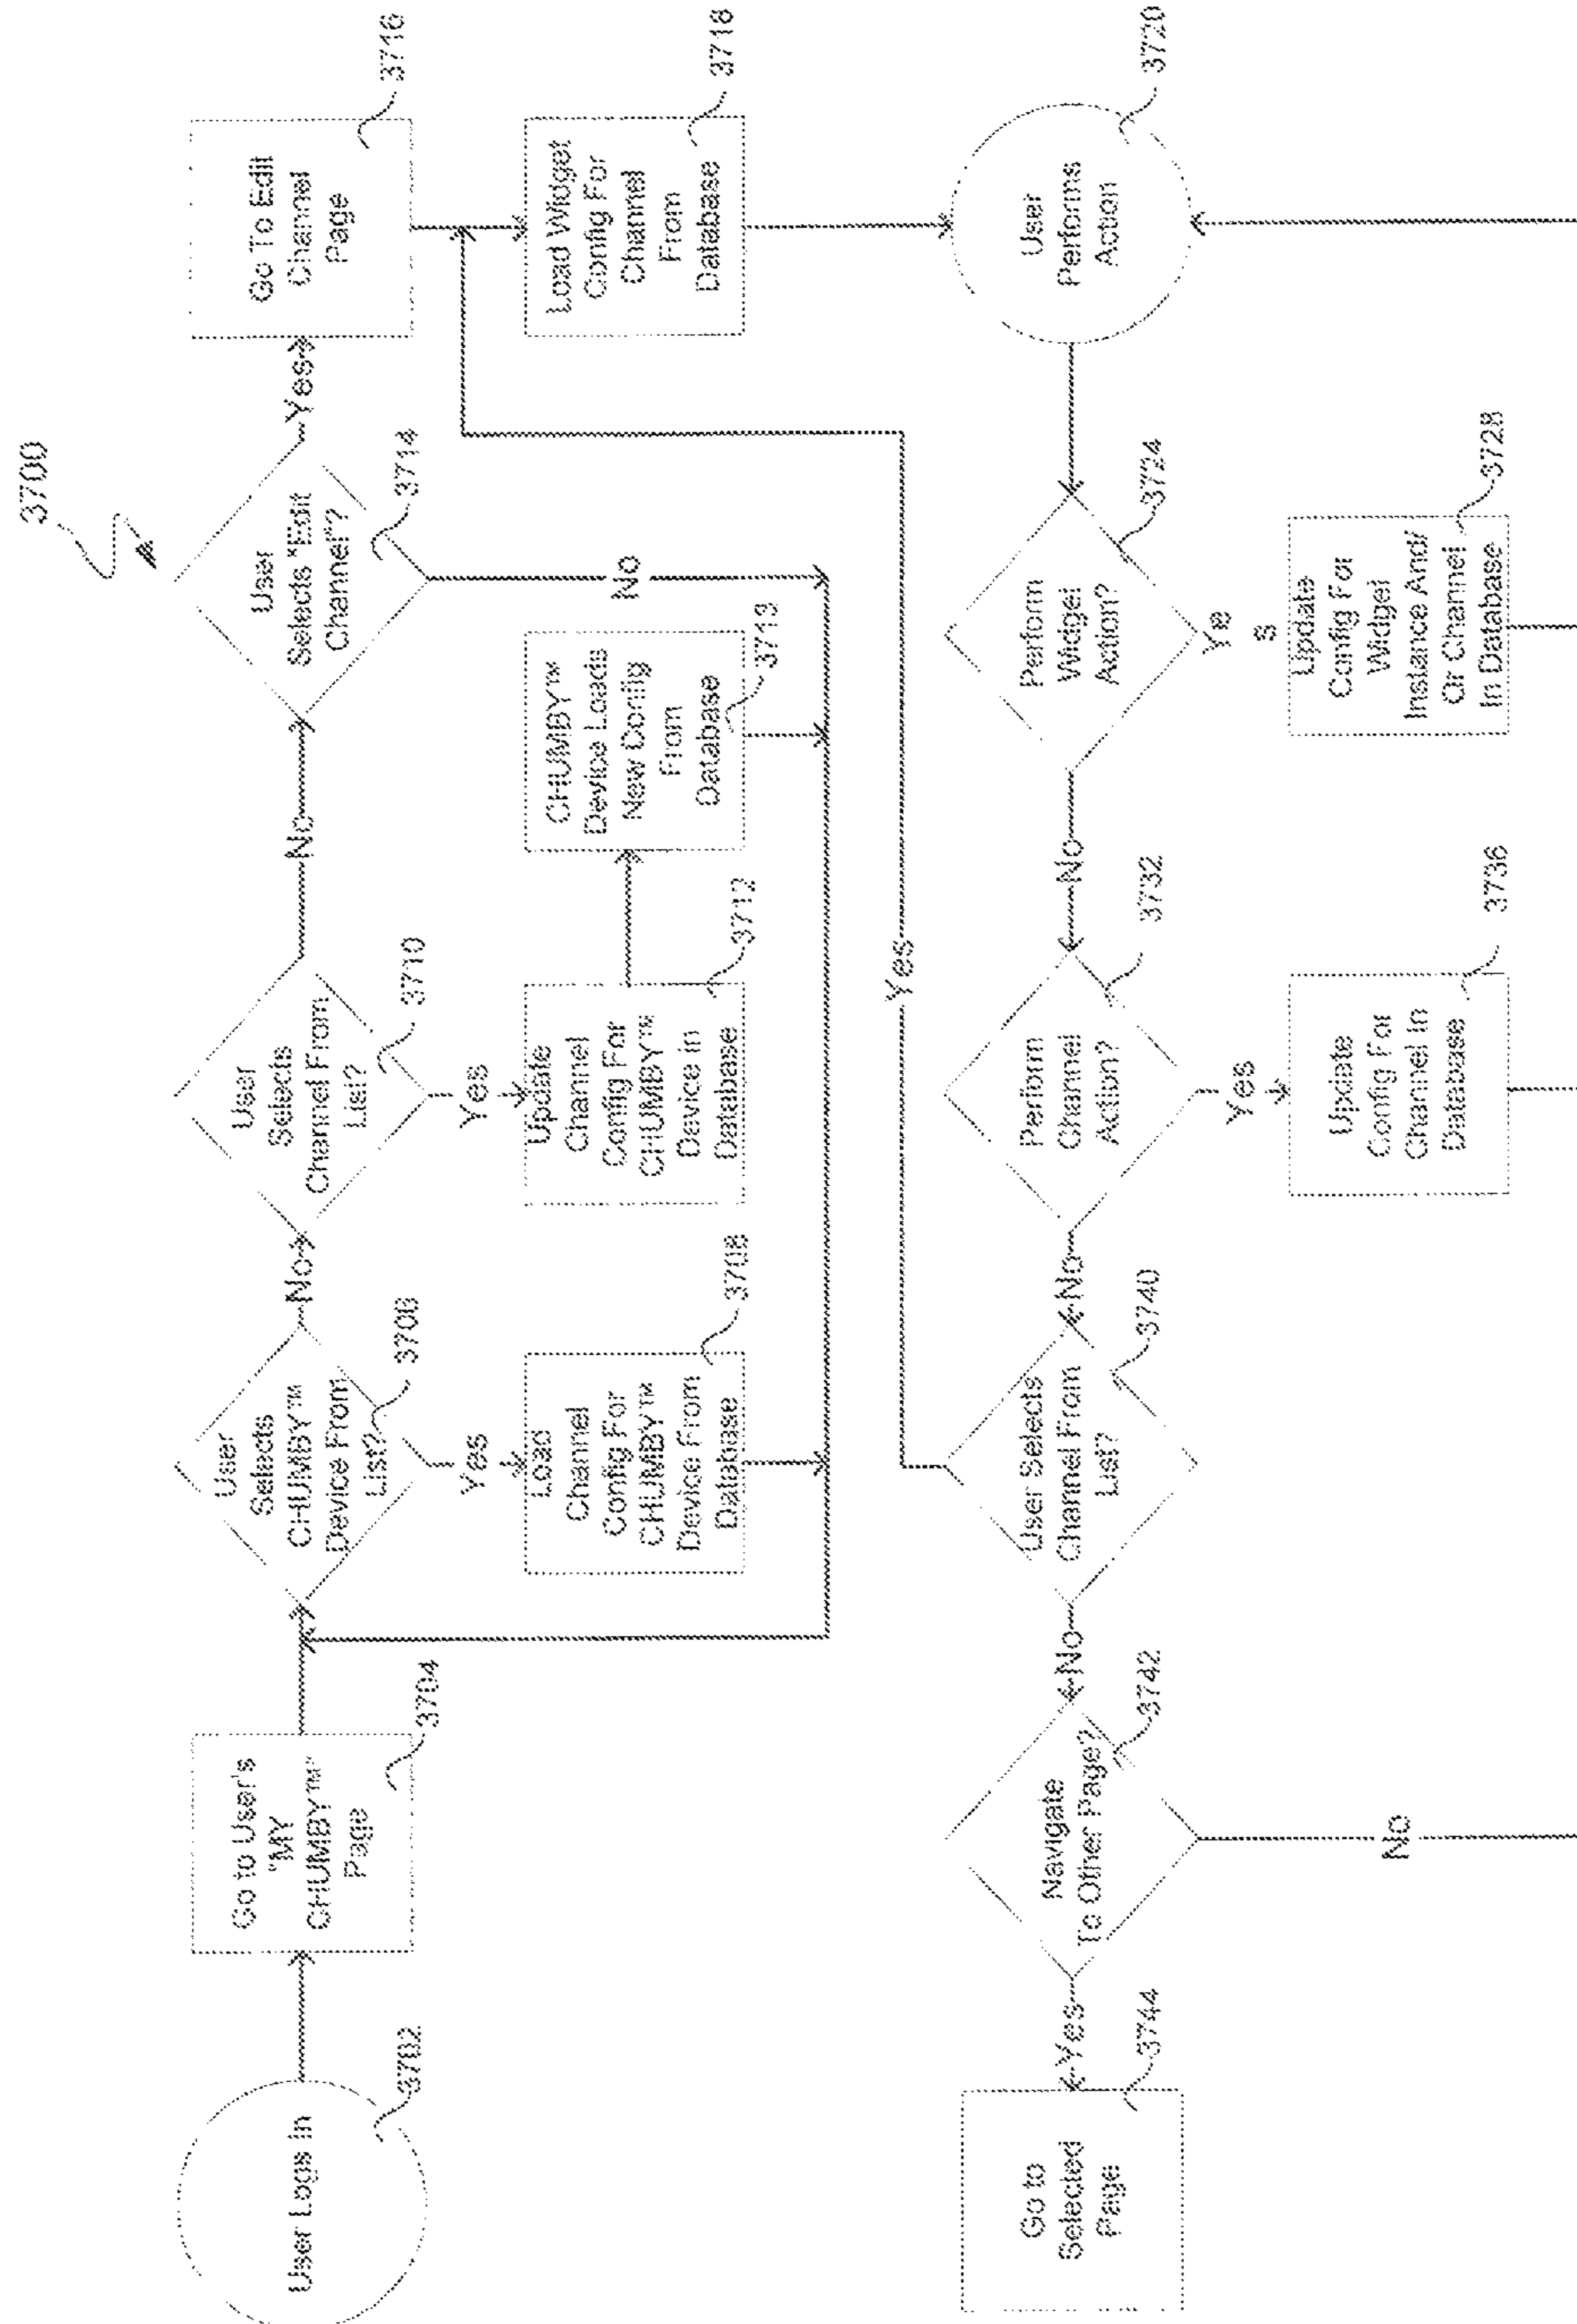 3700
User Logs In
3702
Go to User's
"MY
CHUMBY™"
Page
3704
User
Selects
CHUMBY™
Device From
List?
3706
No
Yes
Load
Channel
Config For
CHUMBY™
Device From
Database
3708
User
Selects
Channel From
List?
3710
No
Yes
Update
Channel
Config For
CHUMBY™
Device in
Database
3712
CHUMBY™
Device Loads
New Config
From
Database
3713
User
Selects "Edit
Channel"?
3714
No
Yes
Go To Edit
Channel
Page
3716
Load Widget
Config For
Channel
From
Database
3718
User
Performs
Action
3720
Perform
Widget
Action?
3724
Ye
s
Update
Config For
Widget
Instance And/
Or Channel
In Database
3728
No
Perform
Channel
Action?
3732
Yes
Update
Config For
Channel In
Database
3736
No
User Selects
Channel From
List?
3740
Yes
No
Navigate
To Other Page?
3742
No
Yes
Go to
Selected
Page
3744